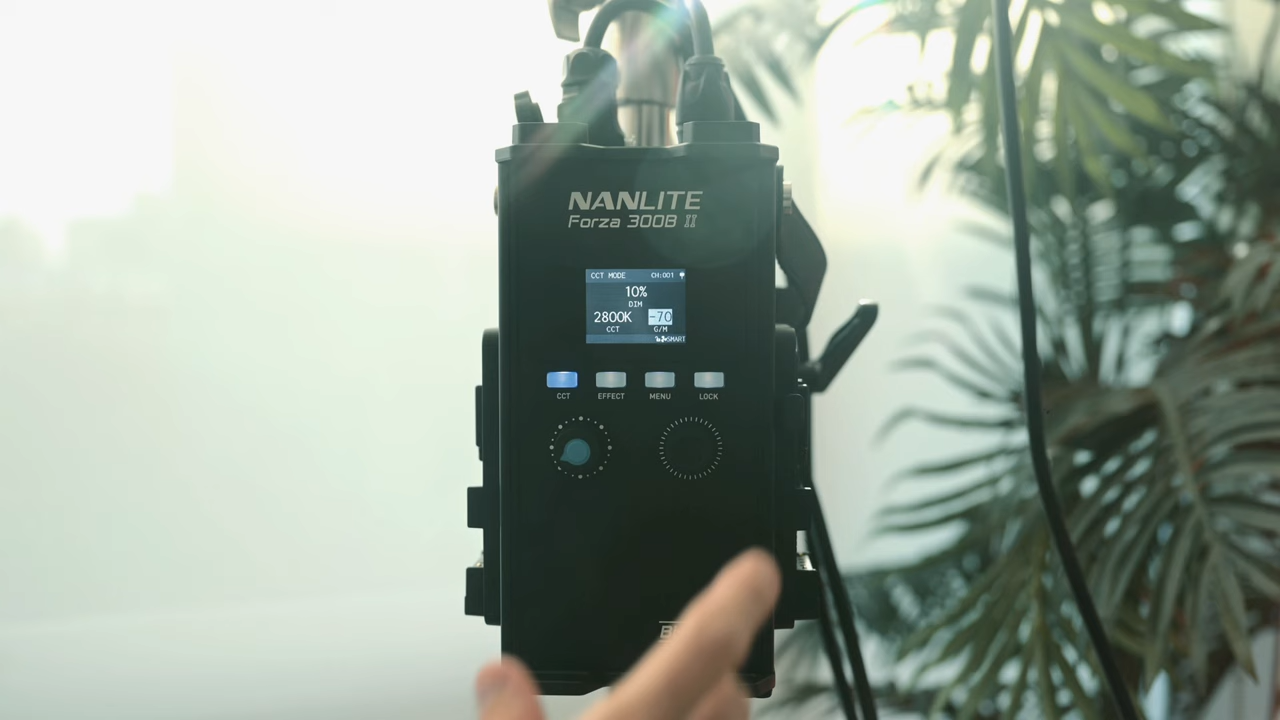 NANLITE
Forza 300B II
CCT MODE CH:001
10%
DIM
2800K -70
CCT G/M
SMART
CCT EFFECT MENU LOCK